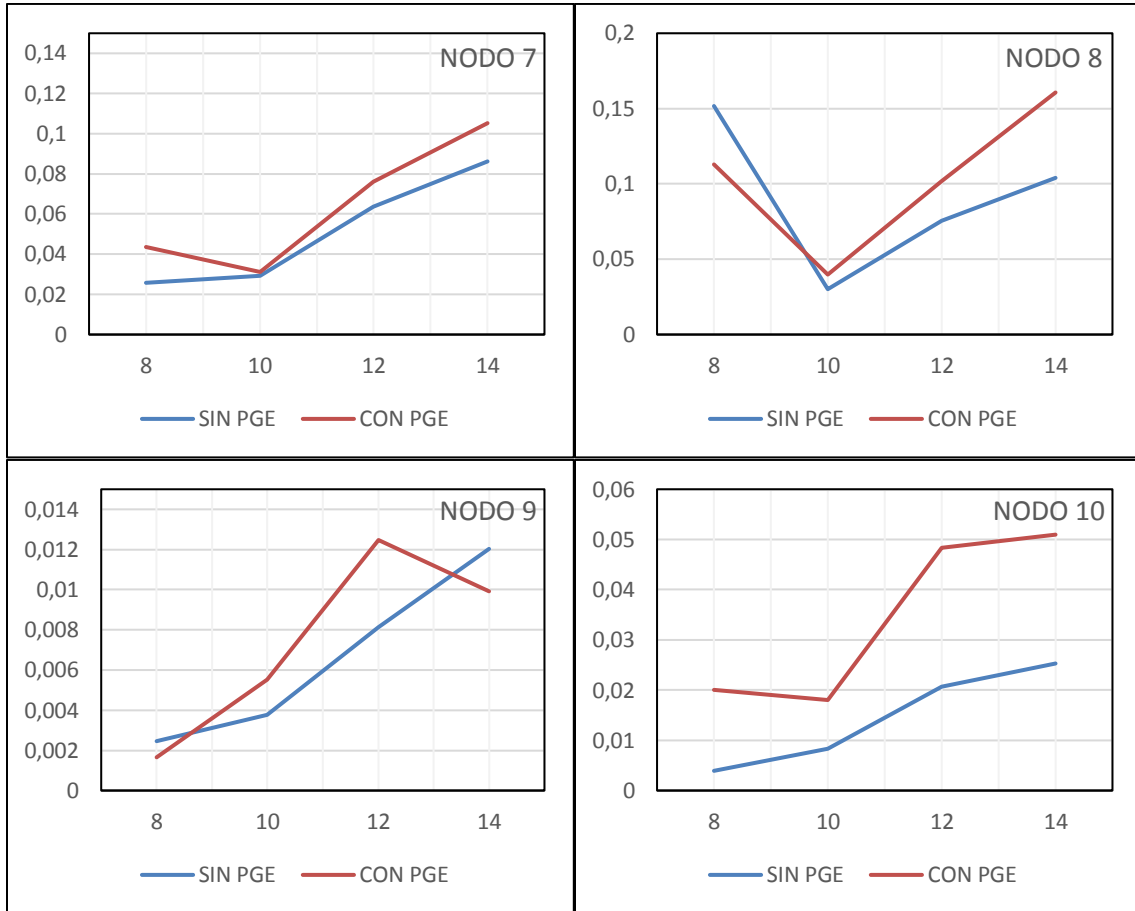 NODO 7
0,14
0,12
0,1
0,08
0,06
0,04
0,02
0
8 10 12 14
SIN PGE CON PGE
NODO 8
0,2
0,15
0,1
0,05
0
8 10 12 14
SIN PGE CON PGE
NODO 9
0,014
0,012
0,01
0,008
0,006
0,004
0,002
0
8 10 12 14
SIN PGE CON PGE
NODO 10
0,06
0,05
0,04
0,03
0,02
0,01
0
8 10 12 14
SIN PGE CON PGE